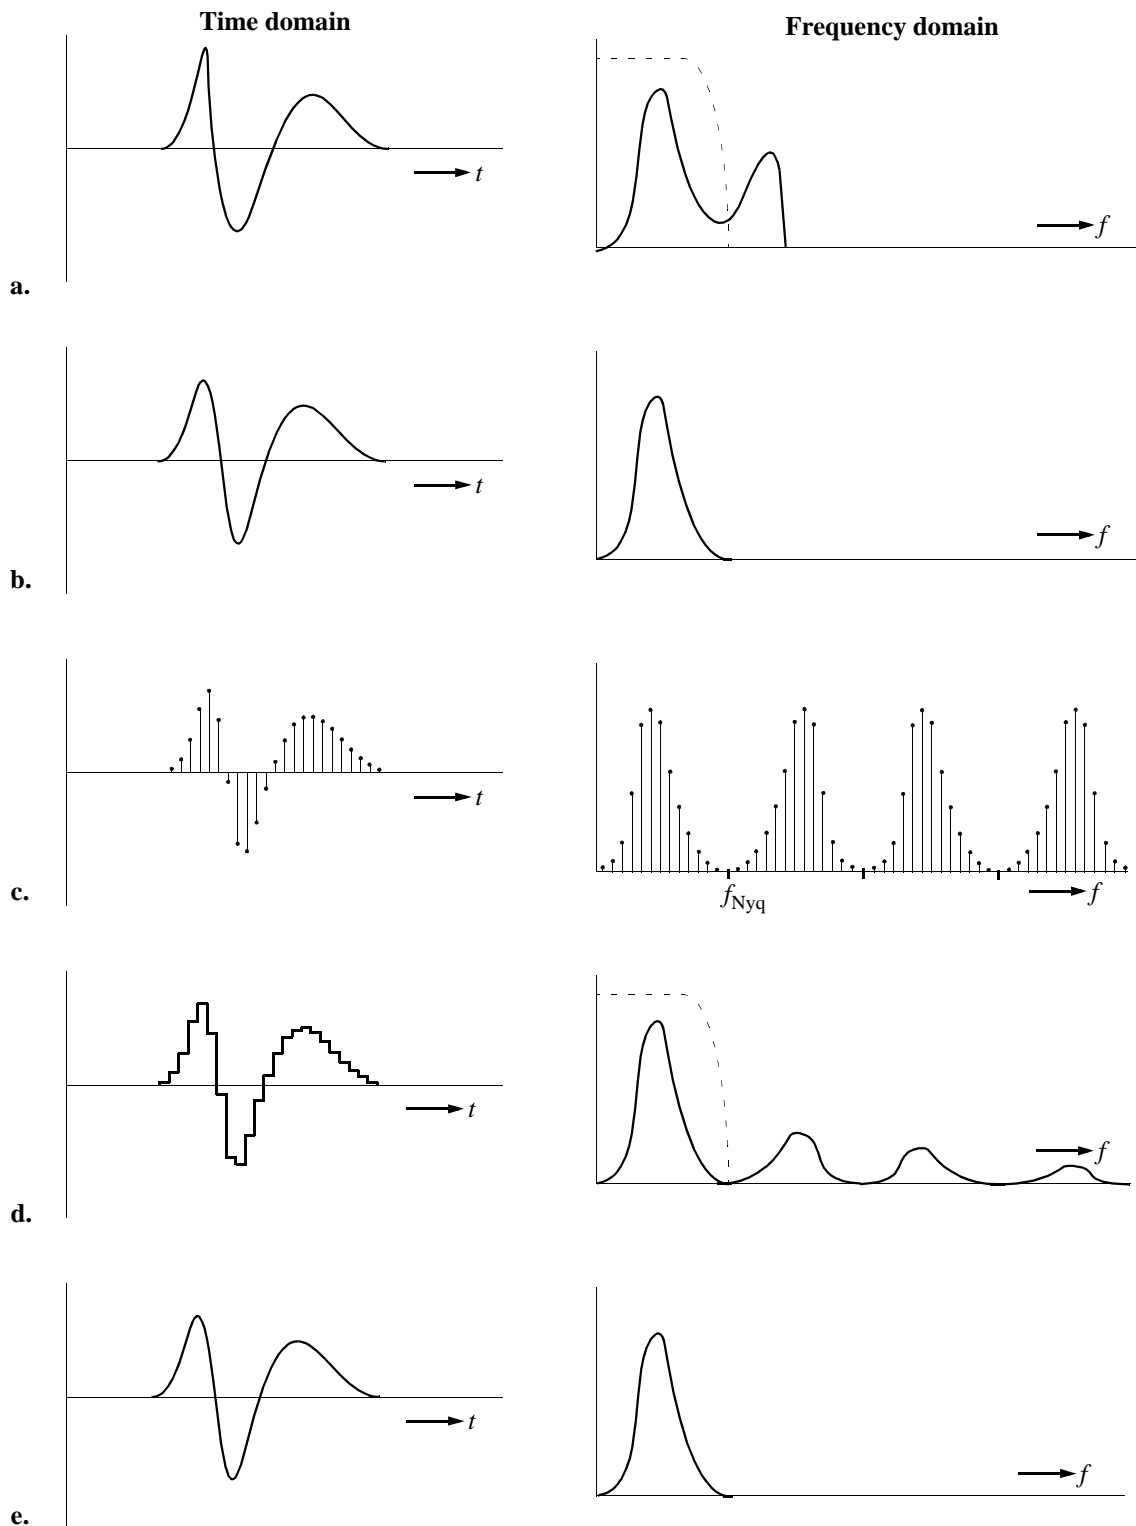 Time domain
Frequency domain
t
f
a.
t
f
b.
t
f_Nyq
f
c.
t
f
d.
t
f
e.